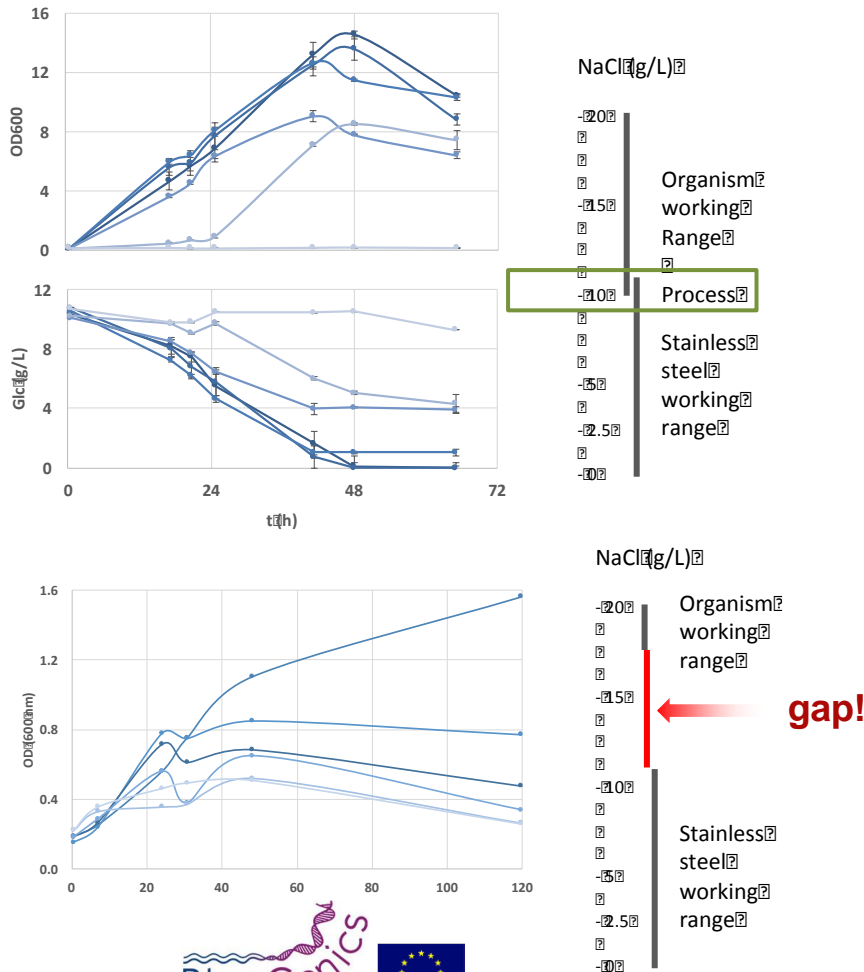 16
12
8
4
0
OD600
12
8
4
0
Glc (g/L)
0 24 48 72
t (h)
NaCl (g/L)
- 20
- 15
- 10
- 5
- 2.5
- 0
Organism
working
Range
Process
Stainless
steel
working
range
1.6
1.2
0.8
0.4
0.0
OD (600 nm)
0 20 40 60 80 100 120
NaCl (g/L)
- 20
- 15
- 10
- 5
- 2.5
- 0
Organism
working
range
gap!
Stainless
steel
working
range